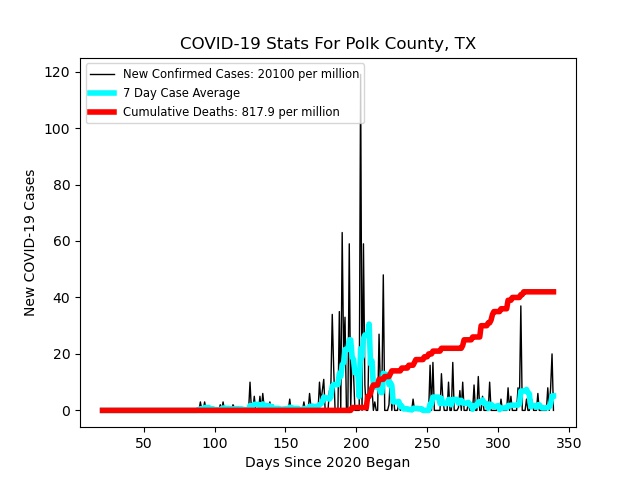 COVID-19 Stats For Polk County, TX
New Confirmed Cases: 20100 per million
7 Day Case Average
Cumulative Deaths: 817.9 per million
New COVID-19 Cases
120
100
80
60
40
20
0
50
100
150
200
250
300
350
Days Since 2020 Began